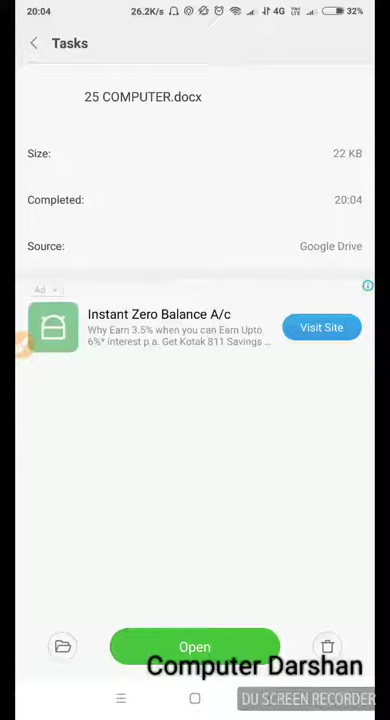 20:04 26.2K/s 4G VoLTE 32%
Tasks
25 COMPUTER.docx
Size: 22 KB
Completed: 20:04
Source: Google Drive
Ad ×
Instant Zero Balance A/c
Why Earn 3.5% when you can Earn Upto
6%* interest p.a. Get Kotak 811 Savings ...
Visit Site
Open
Computer Darshan
DU SCREEN RECORDER